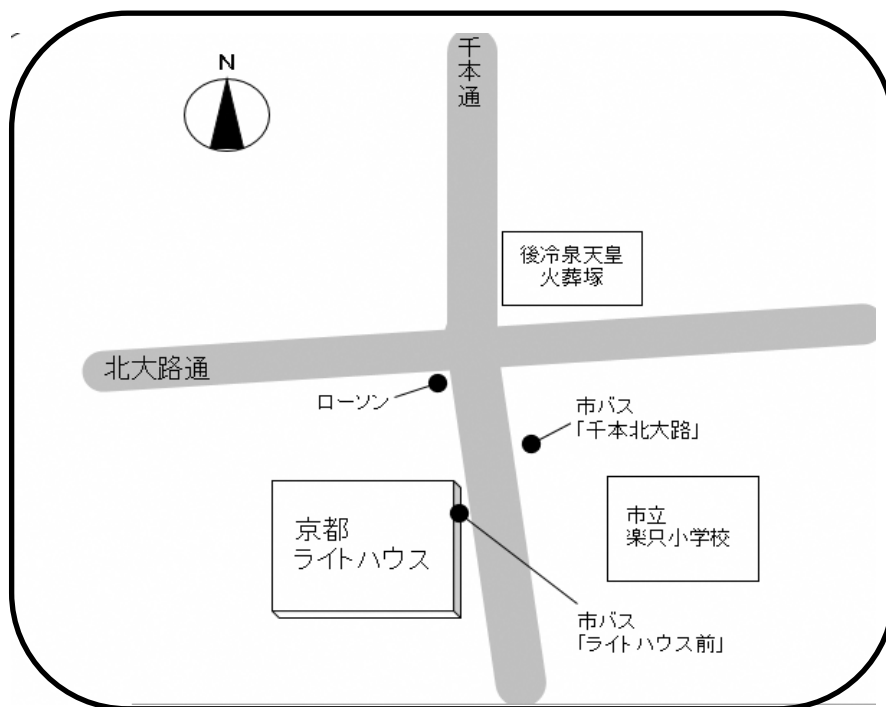 N
千本通
後冷泉天皇
火葬塚
北大路通
ローソン
市バス
「千本北大路」
京都
ライトハウス
市立
楽只小学校
市バス
「ライトハウス前」